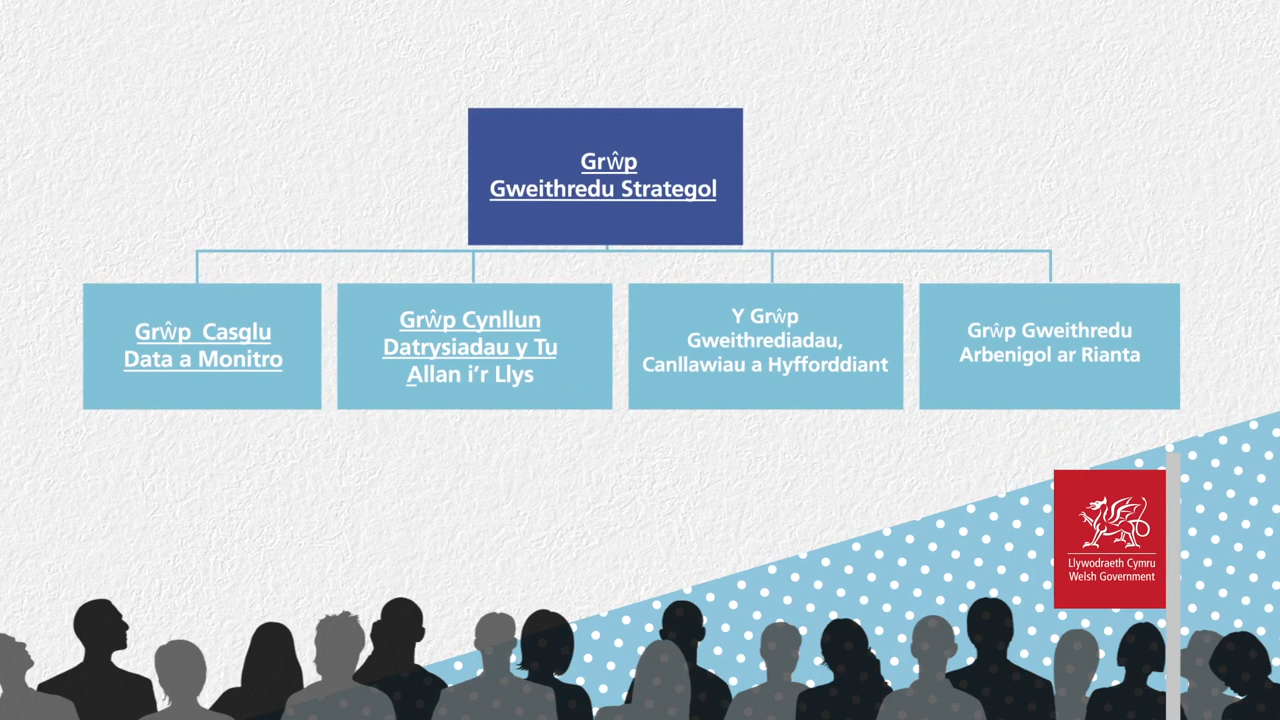 Grŵp
Gweithredu Strategol
Grŵp Casglu
Data a Monitro
Grŵp Cynllun
Datrysiadau y Tu
Allan i’r Llys
Y Grŵp
Gweithrediadau,
Canllawiau a Hyfforddiant
Grŵp Gweithredu
Arbenigol ar Rianta
Llywodraeth Cymru
Welsh Government